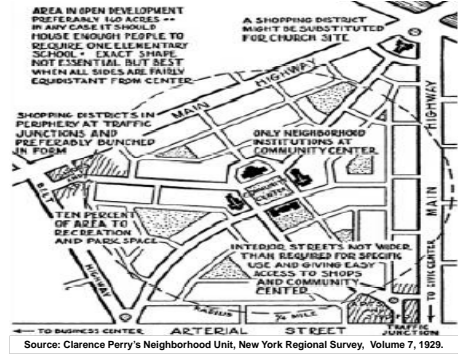 AREA IN OPEN DEVELOPMENT
PREFERABLY 160 ACRES --
IN ANY CASE IT SHOULD
HOUSE ENOUGH PEOPLE TO
REQUIRE ONE ELEMENTARY
SCHOOL · EXACT SHAPE
NOT ESSENTIAL BUT BEST
WHEN ALL SIDES ARE FAIRLY
EQUIDISTANT FROM CENTER
A SHOPPING DISTRICT
MIGHT BE SUBSTITUTED
FOR CHURCH SITE
MAIN HIGHWAY
HIGHWAY
MAIN
SHOPPING DISTRICTS IN
PERIPHERY AT TRAFFIC
JUNCTIONS AND
PREFERABLY BUNCHED
IN FORM
ONLY NEIGHBORHOOD
INSTITUTIONS AT
COMMUNITY CENTER
COMMUNITY
CENTER
TEN PERCENT
OF AREA TO
RECREATION
AND PARK SPACE
HIGHWAY
INTERIOR STREETS NOT WIDER
THAN REQUIRED FOR SPECIFIC
USE AND GIVING EASY
ACCESS TO SHOPS
AND COMMUNITY
CENTER
TO CIVIC CENTER
RADIUS 1/4 MILE
TO BUSINESS CENTER
ARTERIAL STREET
TRAFFIC
JUNCTION
Source: Clarence Perry's Neighborhood Unit, New York Regional Survey, Volume 7, 1929.